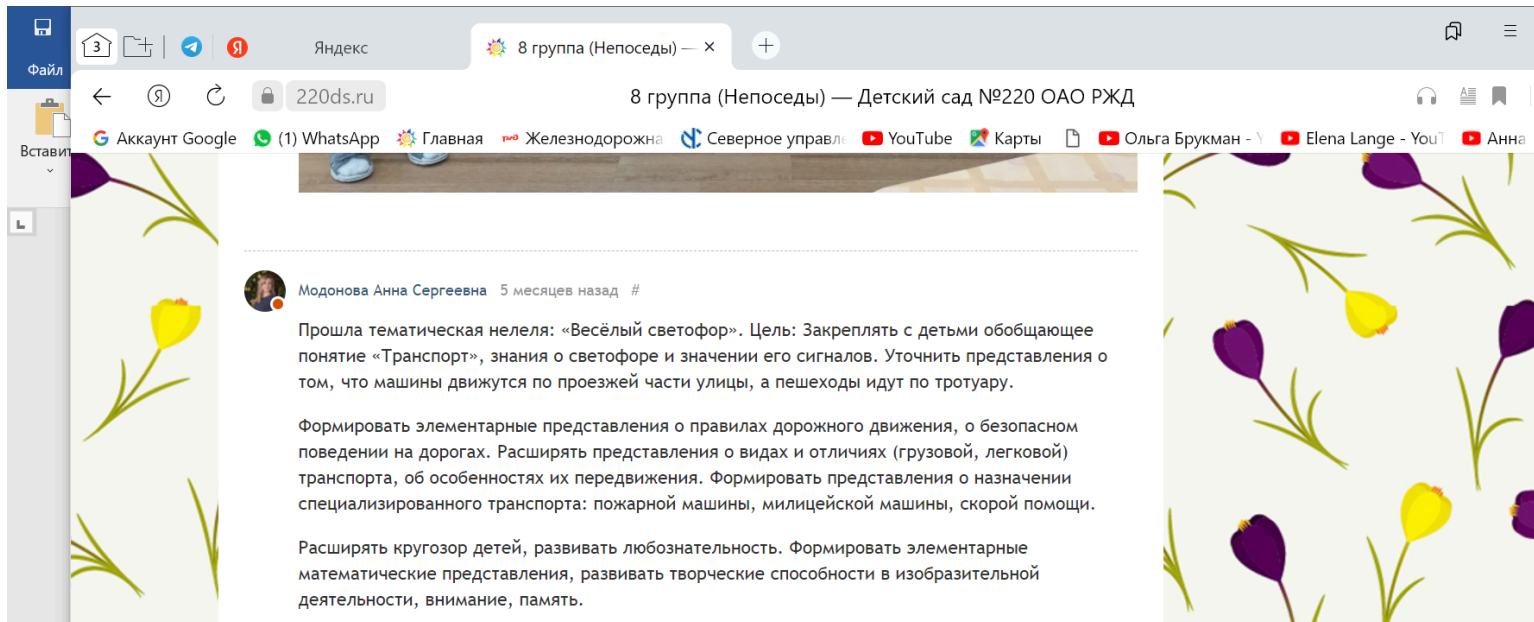 Файл
Вставит
3
Я
Яндекс
8 группа (Непоседы) —
Я
220ds.ru
8 группа (Непоседы) — Детский сад №220 ОАО РЖД
Аккаунт Google
(1) WhatsApp
Главная
Железнодорожна
Северное управле
YouTube
Карты
Ольга Брукман -
Elena Lange - YouT
Анна
Модонова Анна Сергеевна 5 месяцев назад #
Прошла тематическая нелеля: «Весёлый светофор». Цель: Закреплять с детьми обобщающее
понятие «Транспорт», знания о светофоре и значении его сигналов. Уточнить представления о
том, что машины движутся по проезжей части улицы, а пешеходы идут по тротуару.
Формировать элементарные представления о правилах дорожного движения, о безопасном
поведении на дорогах. Расширять представления о видах и отличиях (грузовой, легковой)
транспорта, об особенностях их передвижения. Формировать представления о назначении
специализированного транспорта: пожарной машины, милицейской машины, скорой помощи.
Расширять кругозор детей, развивать любознательность. Формировать элементарные
математические представления, развивать творческие способности в изобразительной
деятельности, внимание, память.